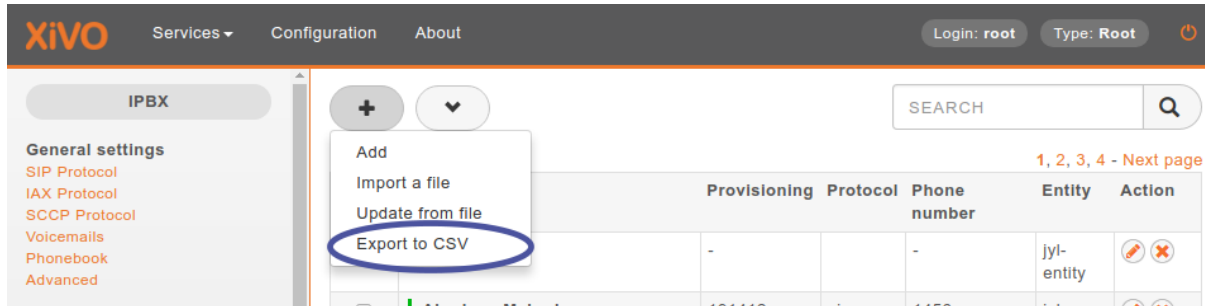 XiVO Services Configuration About Login: root Type: Root
IPBX
SEARCH
General settings
SIP Protocol
IAX Protocol
SCCP Protocol
Voicemails
Phonebook
Advanced
Add
Import a file
Update from file
Export to CSV
1, 2, 3, 4 - Next page
Provisioning Protocol Phone number Entity Action
- - jyl-entity